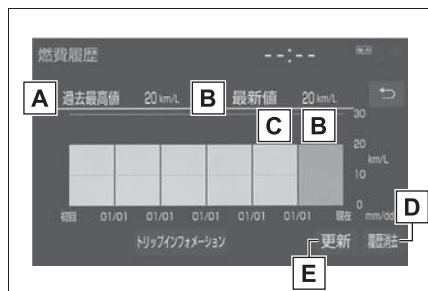 燃費履歴 --:-- Wi-Fi
A 過去最高値 20 km/L B 最新値 20 km/L
C B 30
20
km/L
10
0
初回 01/01 01/01 01/01 01/01 01/01 現在 mm/dd D
トリップインフォメーション 更新 履歴消去
E